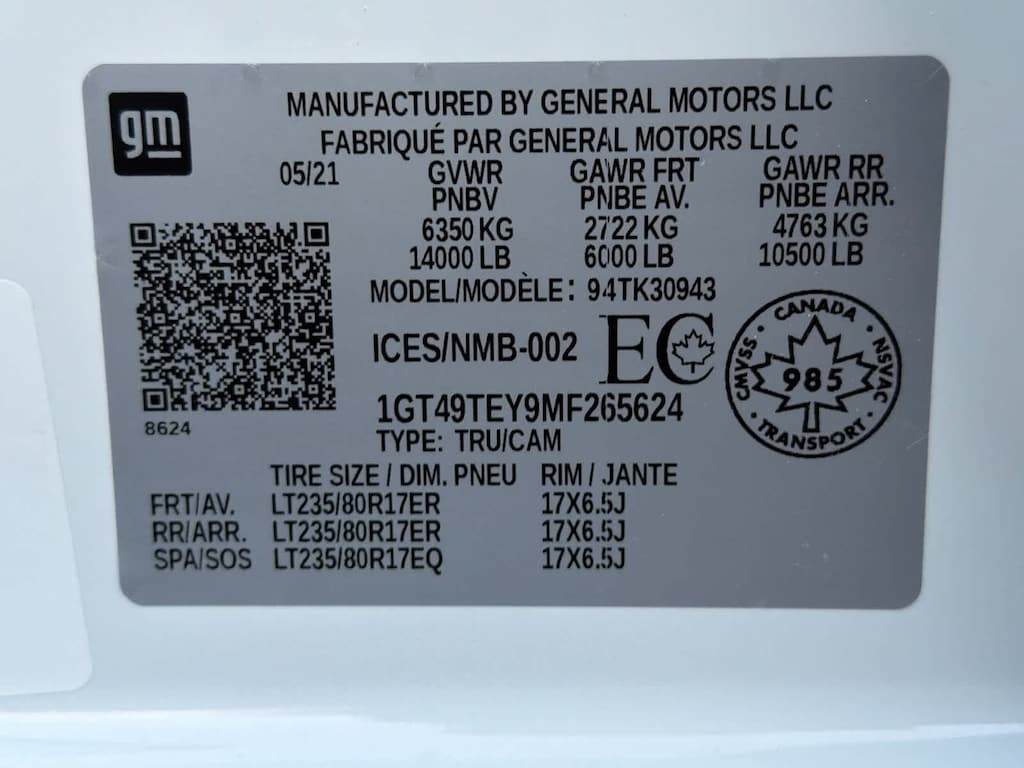 gm
MANUFACTURED BY GENERAL MOTORS LLC
FABRIQUÉ PAR GENERAL MOTORS LLC
05/21 GVWR GAWR FRT GAWR RR
PNBV PNBE AV. PNBE ARR.
6350 KG 2722 KG 4763 KG
14000 LB 6000 LB 10500 LB
MODEL/MODÈLE: 94TK30943
ICES/NMB-002 EC
CANADA
CMVSS 985 NSVAC
TRANSPORT
8624
1GT49TEY9MF265624
TYPE: TRU/CAM
TIRE SIZE / DIM. PNEU RIM / JANTE
FRT/AV. LT235/80R17ER 17X6.5J
RR/ARR. LT235/80R17ER 17X6.5J
SPA/SOS LT235/80R17EQ 17X6.5J